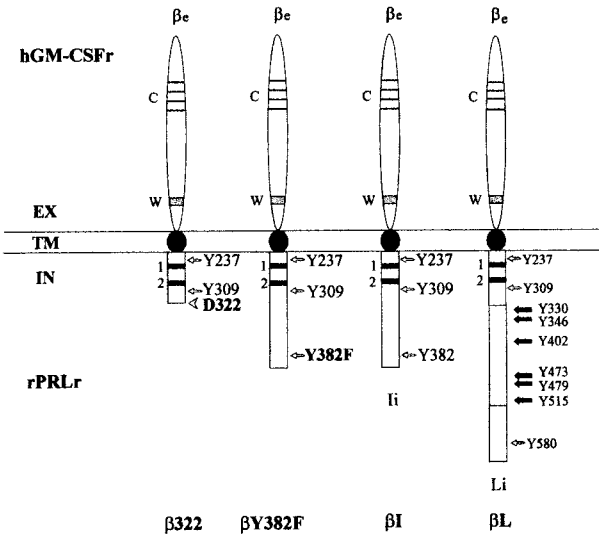 βe βe βe βe
hGM-CSFr
C C C C
W W W W
EX
TM
IN
1 1 1 1
2 2 2 2
Y237 Y237 Y237 Y237
Y309 Y309 Y309 Y309
D322
Y330
Y346
Y402
Y382F Y382
rPRLr
Y473
Y479
Y515
Ii
Y580
Li
β322 βY382F βI βL